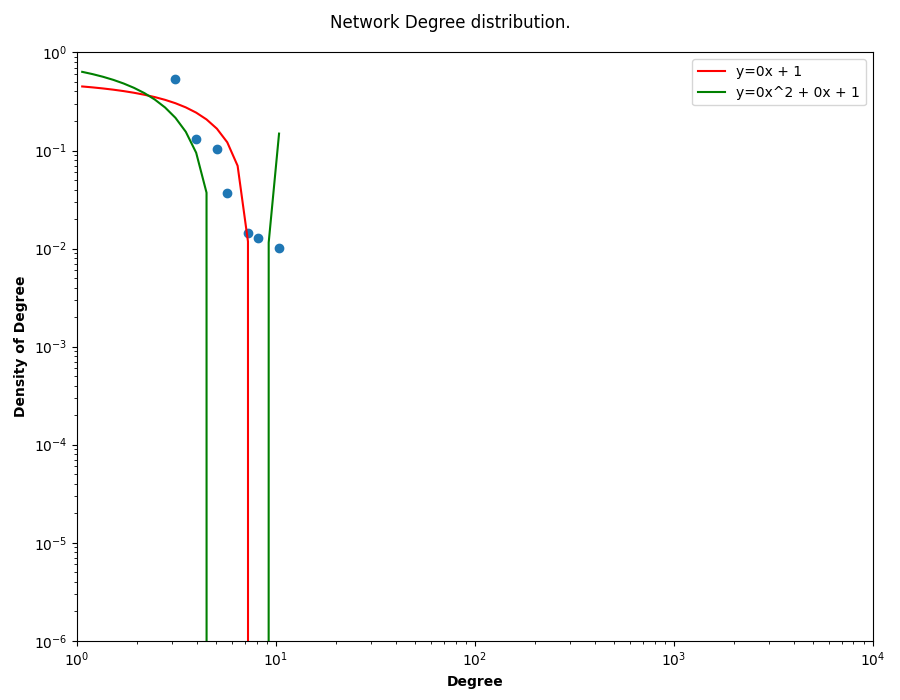 Network Degree distribution.
y=0x + 1
y=0x^2 + 0x + 1
10^0
10^-1
10^-2
10^-3
10^-4
10^-5
10^-6
Density of Degree
10^0 10^1 10^2 10^3 10^4
Degree